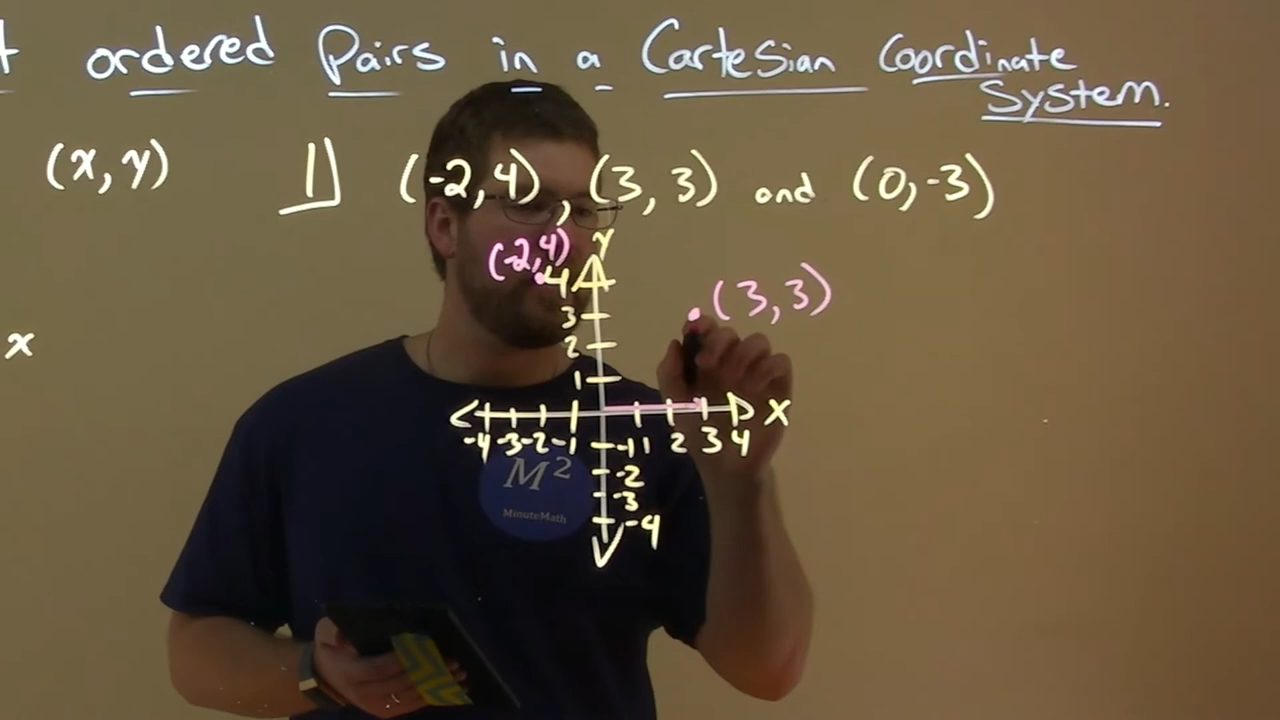 ordered Pairs in a Cartesian Coordinate
System.
(x, y) 1] (-2,4), (3, 3) and (0,-3)
(-2,4) y
4
(3,3)
3
2
x
1
x
-4 -3 -2 -1 1 2 3 4
-1
-2
-3
-4
M²
MinuteMath